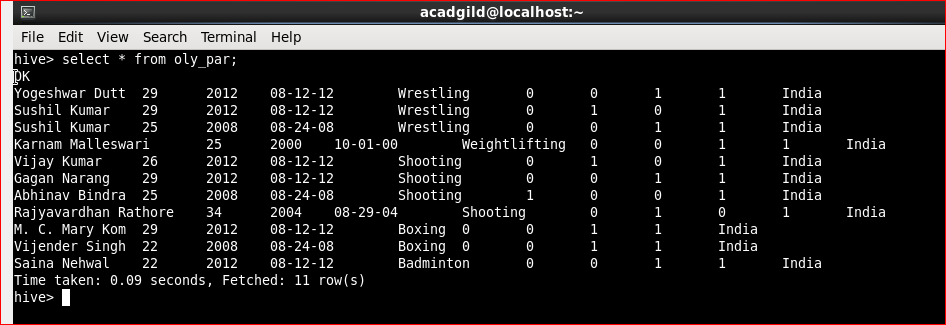 acadgild@localhost:~
File Edit View Search Terminal Help
hive> select * from oly_par;
OK
Yogeshwar Dutt 29 2012 08-12-12 Wrestling 0 0 1 1 India
Sushil Kumar 29 2012 08-12-12 Wrestling 0 1 0 1 India
Sushil Kumar 25 2008 08-24-08 Wrestling 0 0 1 1 India
Karnam Malleswari 25 2000 10-01-00 Weightlifting 0 0 1 1 India
Vijay Kumar 26 2012 08-12-12 Shooting 0 1 0 1 India
Gagan Narang 29 2012 08-12-12 Shooting 0 0 1 1 India
Abhinav Bindra 25 2008 08-24-08 Shooting 1 0 0 1 India
Rajyavardhan Rathore 34 2004 08-29-04 Shooting 0 1 0 1 India
M. C. Mary Kom 29 2012 08-12-12 Boxing 0 0 1 1 India
Vijender Singh 22 2008 08-24-08 Boxing 0 0 1 1 India
Saina Nehwal 22 2012 08-12-12 Badminton 0 0 1 1 India
Time taken: 0.09 seconds, Fetched: 11 row(s)
hive>